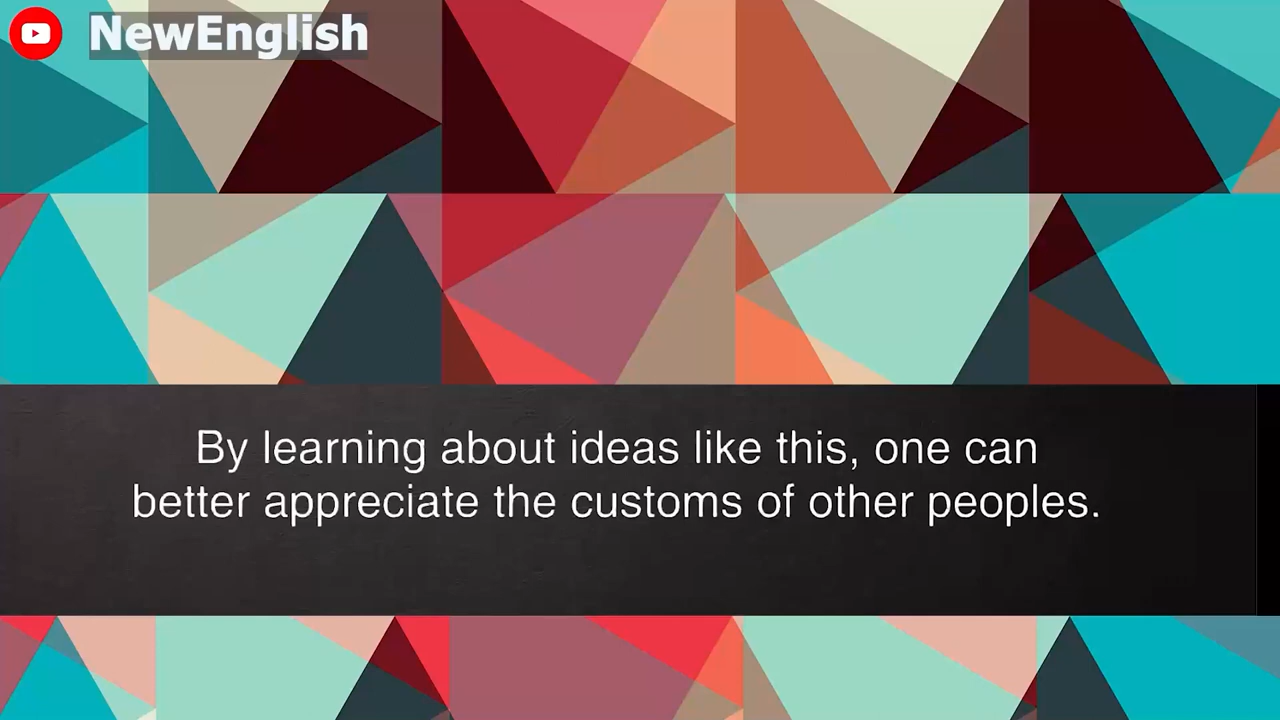 NewEnglish
By learning about ideas like this, one can
better appreciate the customs of other peoples.